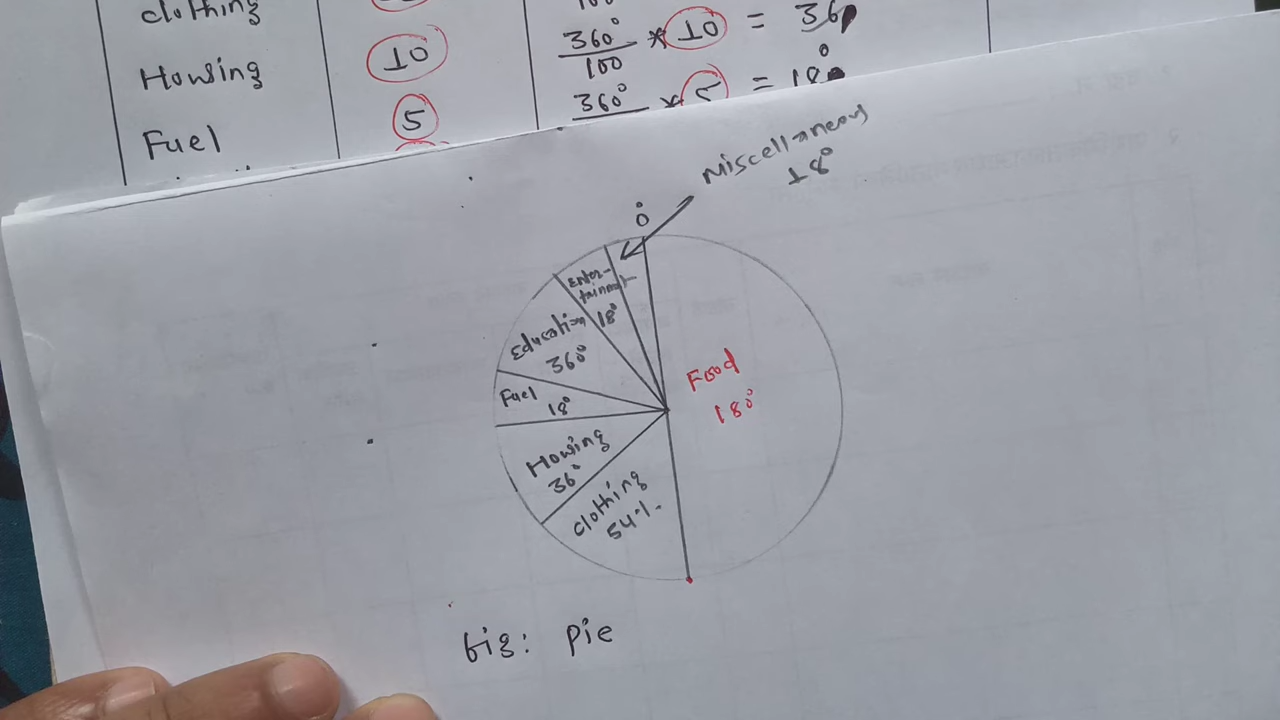 clothing
Housing 10 360°/100 * 10 = 36°
Fuel 5 360° * 5 = 18°
Miscellaneous
18°
0°
Enter-
tainment
18°
Education
360°
Fuel 18°
Housing
36°
clothing
54%.
Food
180°
fig: pie